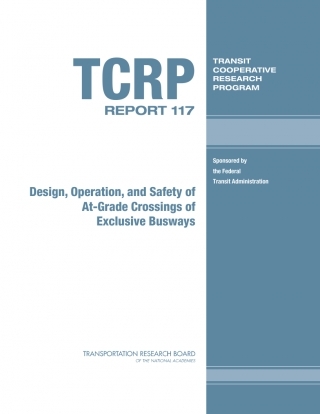 TCRP
REPORT 117
TRANSIT
COOPERATIVE
RESEARCH
PROGRAM
Sponsored by
the Federal
Transit Administration
Design, Operation, and Safety of
At-Grade Crossings of
Exclusive Busways
TRANSPORTATION RESEARCH BOARD
OF THE NATIONAL ACADEMIES